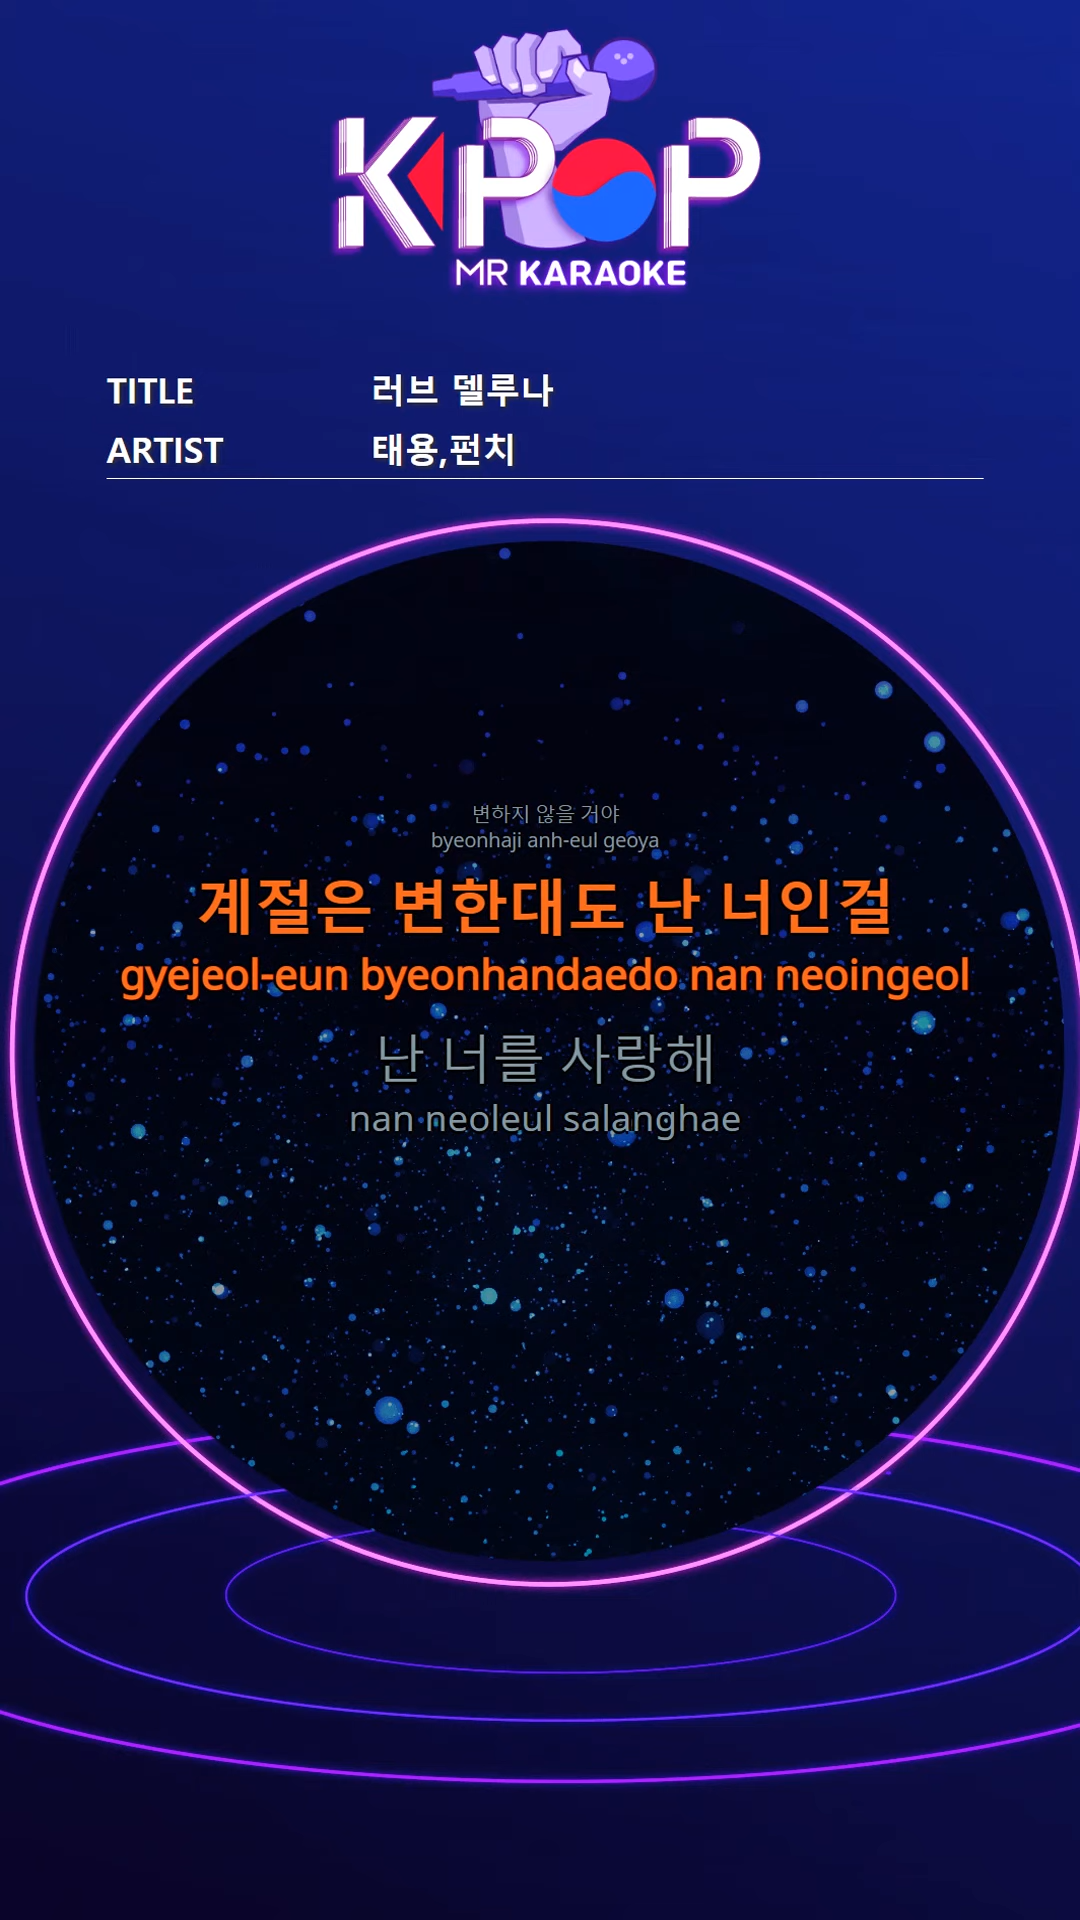 KPOP
MR KARAOKE
TITLE 러브 델루나
ARTIST 태용,펀치
변하지 않을 거야
byeonhaji anh-eul geoya
계절은 변한대도 난 너인걸
gyejeol-eun byeonhandaedo nan neoingeol
난 너를 사랑해
nan neoleul salanghae